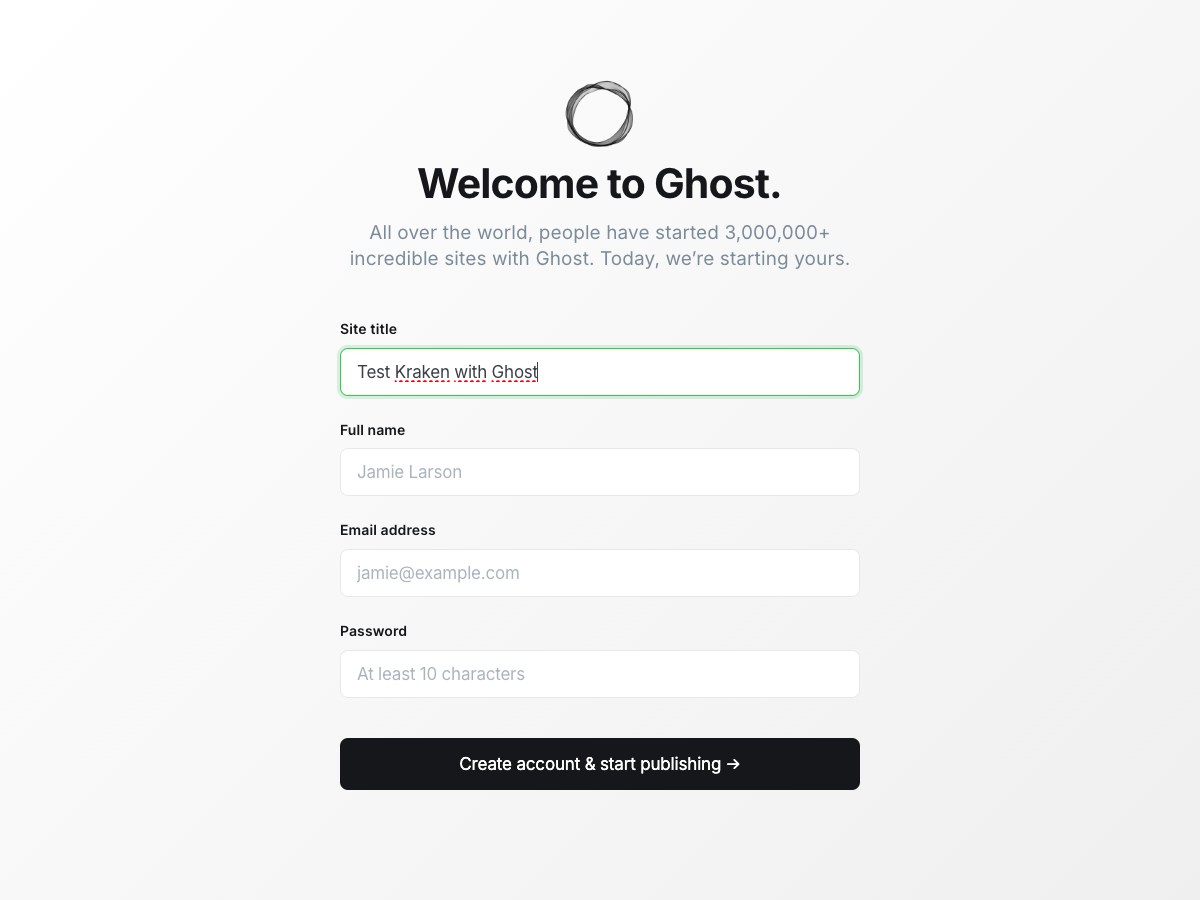 Welcome to Ghost.
All over the world, people have started 3,000,000+
incredible sites with Ghost. Today, we’re starting yours.
Site title
Test Kraken with Ghost
Full name
Jamie Larson
Email address
jamie@example.com
Password
At least 10 characters
Create account & start publishing →